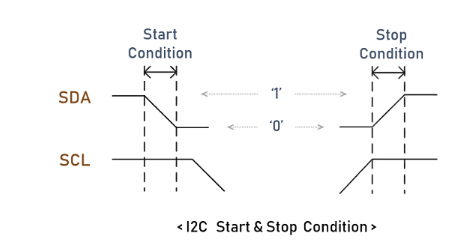 Start
Condition
Stop
Condition
SDA
'1'
'0'
SCL
< I2C Start & Stop Condition >